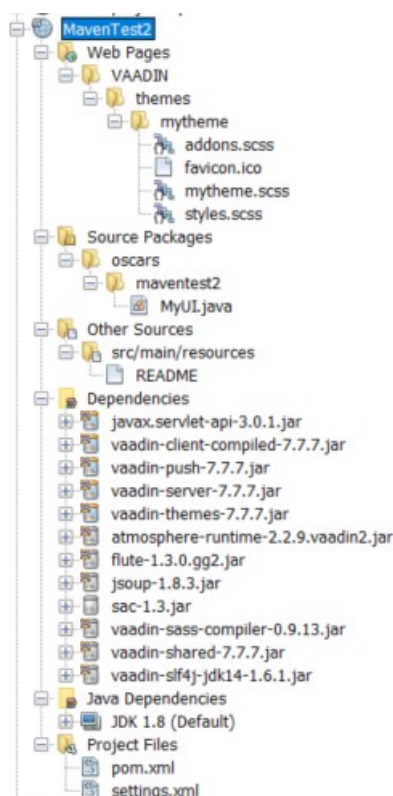 MavenTest2
Web Pages
VAADIN
themes
mytheme
addons.scss
favicon.ico
mytheme.scss
styles.scss
Source Packages
oscars
maventest2
MyUI.java
Other Sources
src/main/resources
README
Dependencies
javax.servlet-api-3.0.1.jar
vaadin-client-compiled-7.7.7.jar
vaadin-push-7.7.7.jar
vaadin-server-7.7.7.jar
vaadin-themes-7.7.7.jar
atmosphere-runtime-2.2.9.vaadin2.jar
flute-1.3.0.gg2.jar
jsoup-1.8.3.jar
sac-1.3.jar
vaadin-sass-compiler-0.9.13.jar
vaadin-shared-7.7.7.jar
vaadin-slf4j-jdk14-1.6.1.jar
Java Dependencies
JDK 1.8 (Default)
Project Files
pom.xml
settings.xml